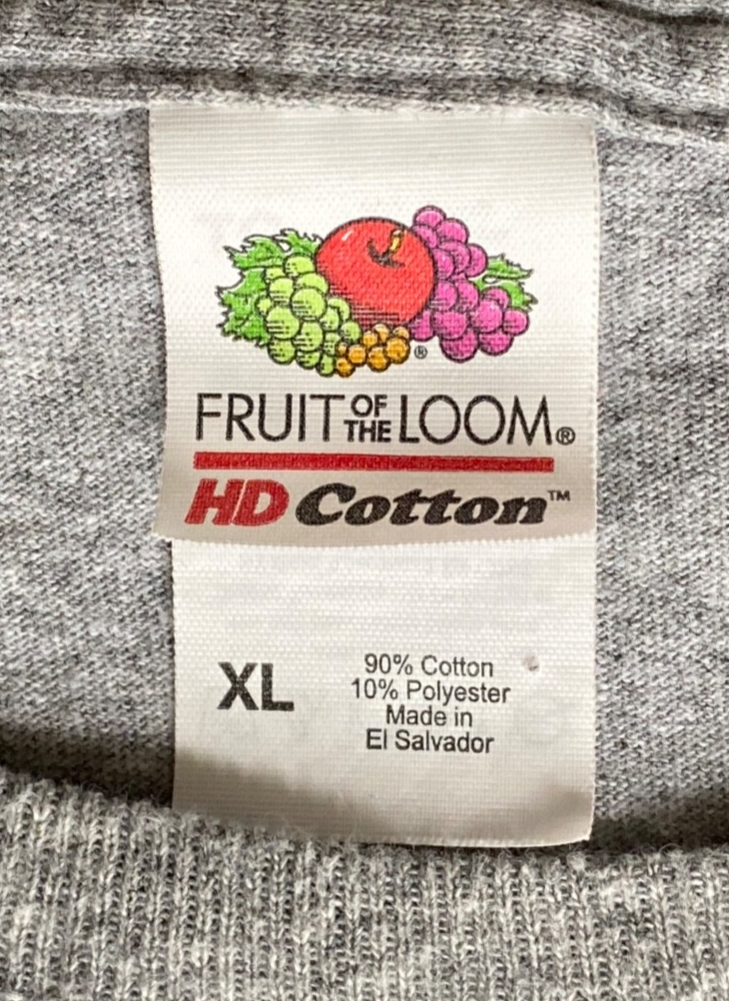 ®
FRUIT OF THE LOOM®
HD Cotton™
XL
90% Cotton
10% Polyester
Made in
El Salvador